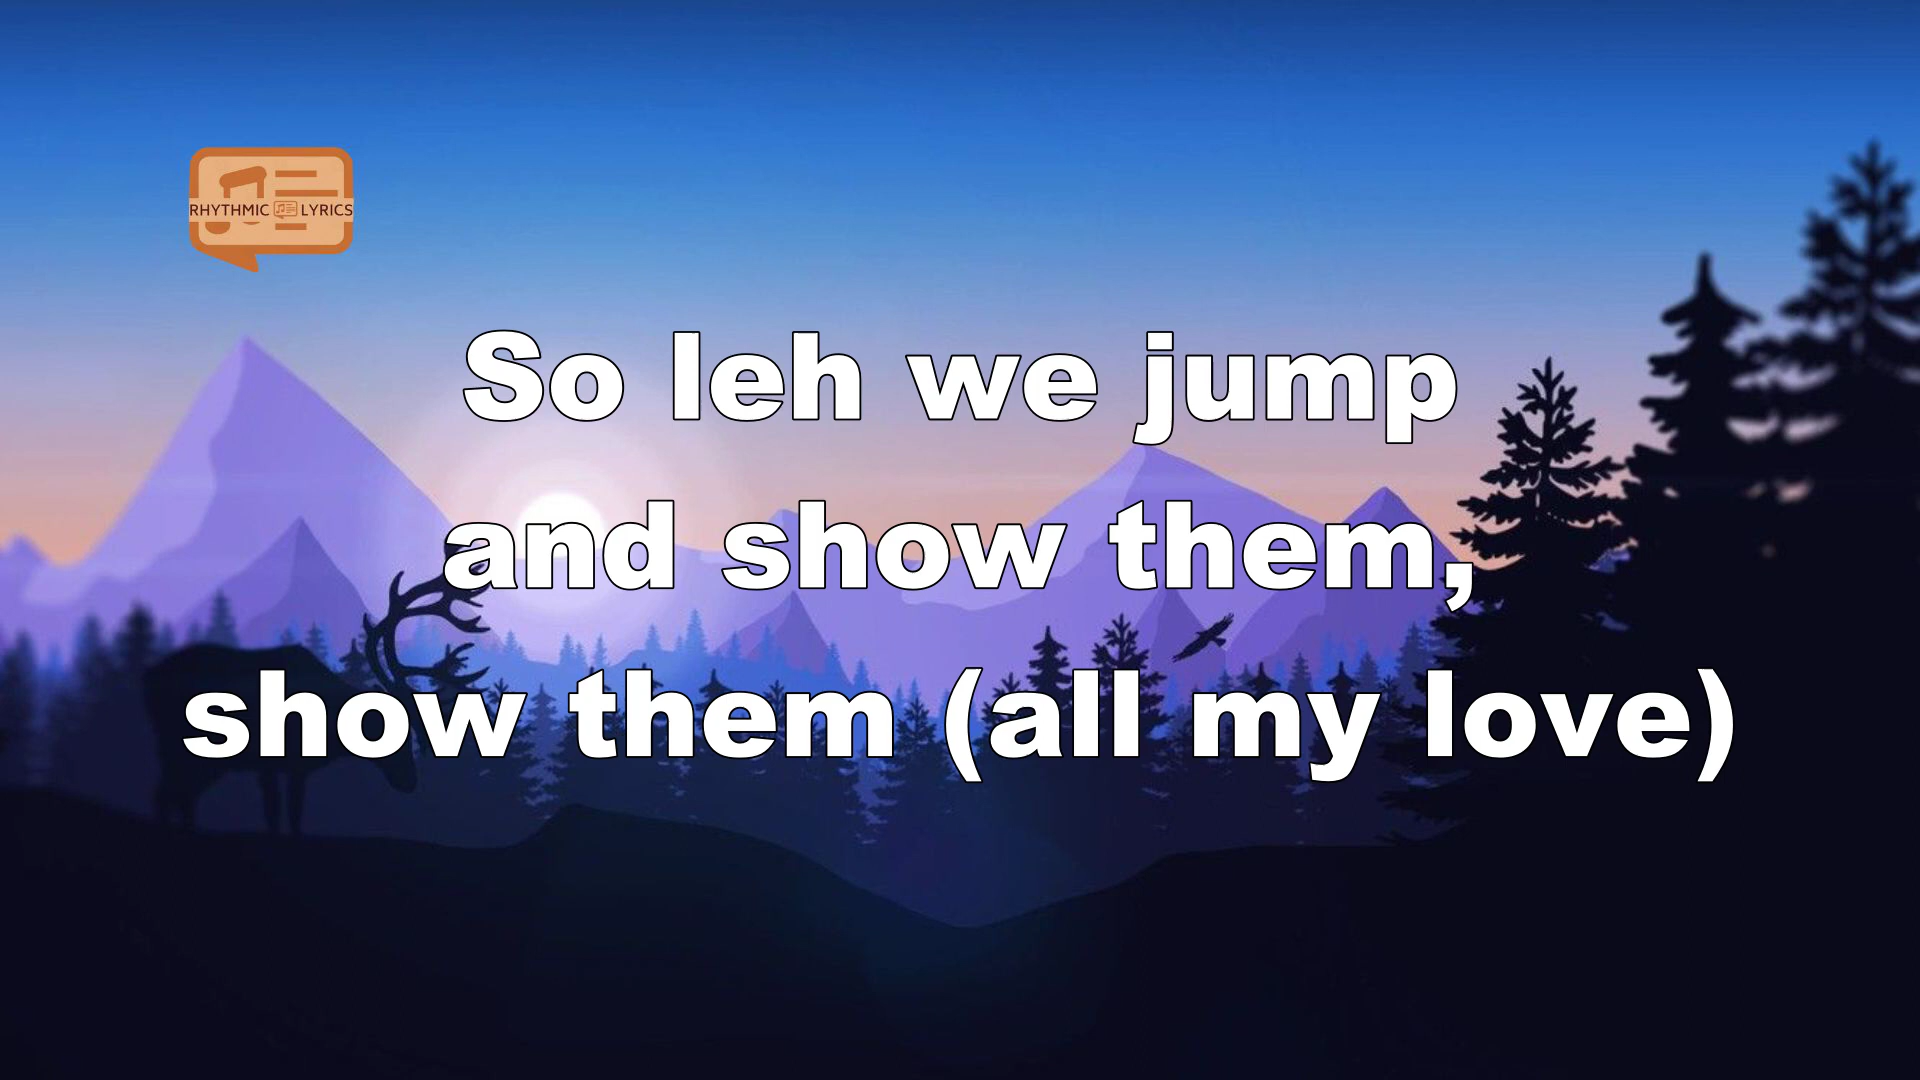 RHYTHMIC LYRICS
So leh we jump
and show them,
show them (all my love)